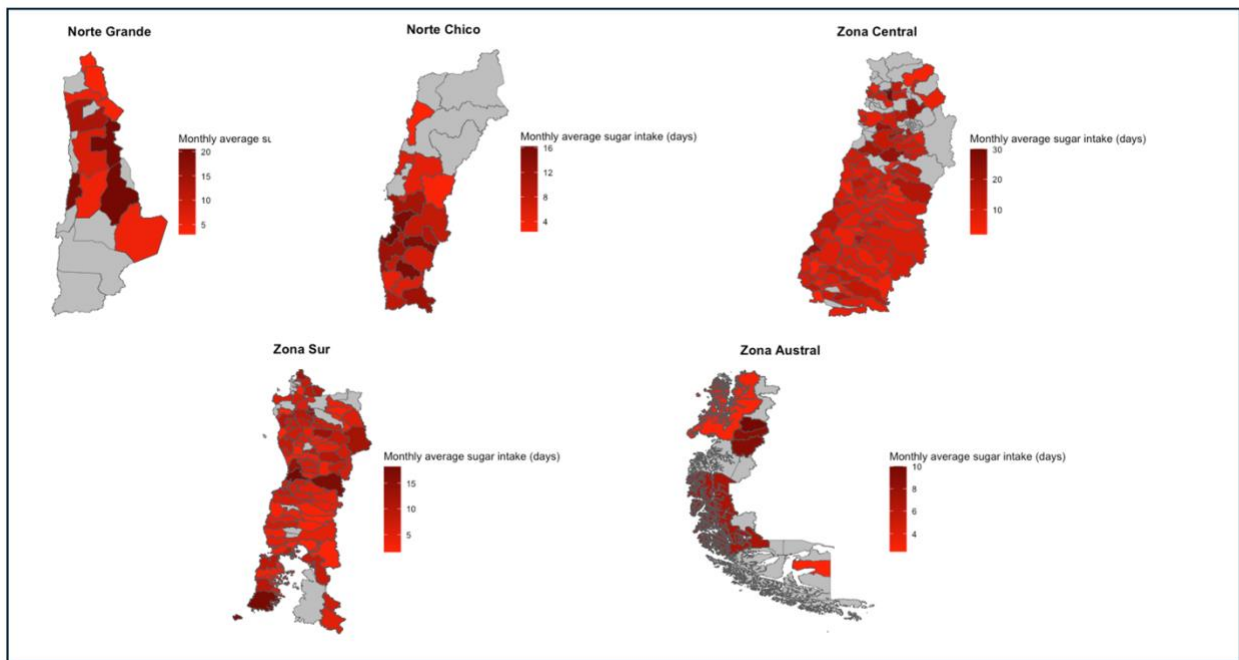 Norte Grande
Norte Chico
Zona Central
Monthly average su
20
15
10
5
Monthly average sugar intake (days)
16
12
8
4
Monthly average sugar intake (days)
30
20
10
Zona Sur
Zona Austral
Monthly average sugar intake (days)
15
10
5
Monthly average sugar intake (days)
10
8
6
4